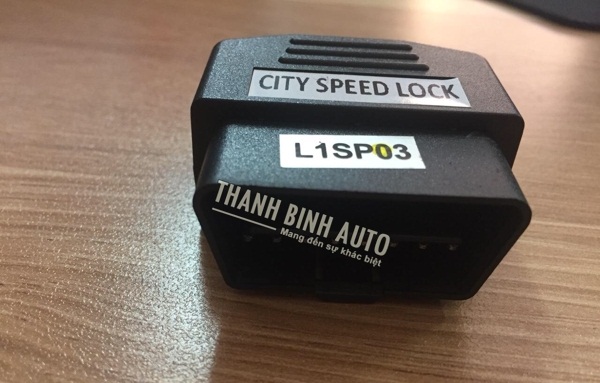 CITY SPEED LOCK
L1SP03
THANH BINH AUTO
Mang đến sự khác biệt